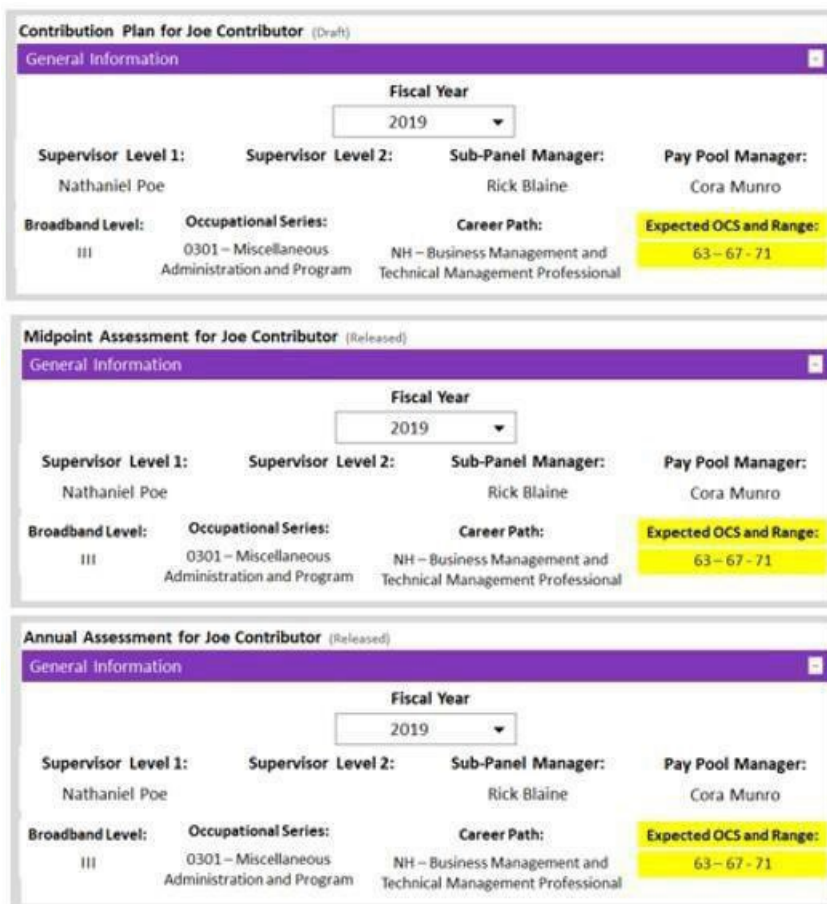 Contribution Plan for Joe Contributor (Draft)
General Information
Fiscal Year
2019
Supervisor Level 1: Supervisor Level 2: Sub-Panel Manager: Pay Pool Manager:
Nathaniel Poe Rick Blaine Cora Munro
Broadband Level: Occupational Series: Career Path: Expected OCS and Range:
III 0301 – Miscellaneous NH – Business Management and 63 – 67 - 71
Administration and Program Technical Management Professional
Midpoint Assessment for Joe Contributor (Released)
General Information
Fiscal Year
2019
Supervisor Level 1: Supervisor Level 2: Sub-Panel Manager: Pay Pool Manager:
Nathaniel Poe Rick Blaine Cora Munro
Broadband Level: Occupational Series: Career Path: Expected OCS and Range:
III 0301 – Miscellaneous NH – Business Management and 63 – 67 - 71
Administration and Program Technical Management Professional
Annual Assessment for Joe Contributor (Released)
General Information
Fiscal Year
2019
Supervisor Level 1: Supervisor Level 2: Sub-Panel Manager: Pay Pool Manager:
Nathaniel Poe Rick Blaine Cora Munro
Broadband Level: Occupational Series: Career Path: Expected OCS and Range:
III 0301 – Miscellaneous NH – Business Management and 63 – 67 - 71
Administration and Program Technical Management Professional